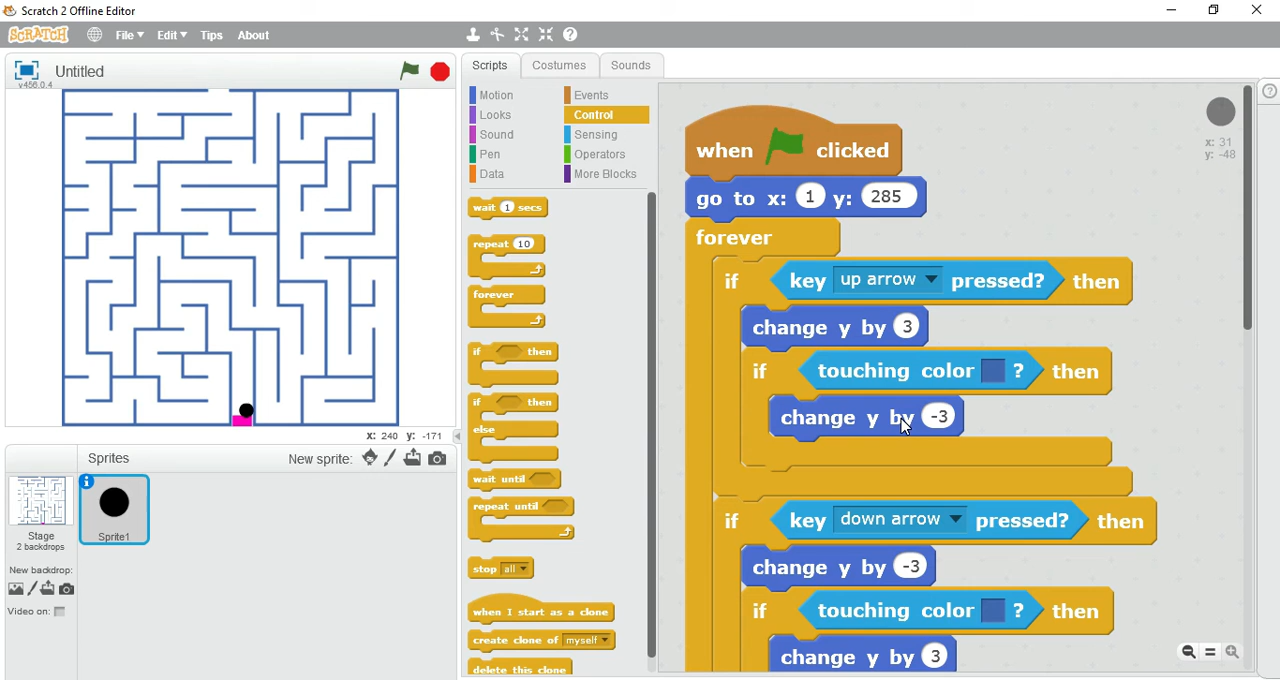 Scratch 2 Offline Editor
SCRATCH File Edit Tips About
Untitled
v456.0.4
x: 240 y: -171
Sprites New sprite:
Stage
2 backdrops
Sprite1
New backdrop:
Video on:
Scripts Costumes Sounds
Motion Events
Looks Control
Sound Sensing
Pen Operators
Data More Blocks
wait 1 secs
repeat 10
forever
if then
if then
else
wait until
repeat until
stop all
when I start as a clone
create clone of myself
delete this clone
x: 31
y: -48
when clicked
go to x: 1 y: 285
forever
if key up arrow pressed? then
change y by 3
if touching color ? then
change y by -3
if key down arrow pressed? then
change y by -3
if touching color ? then
change y by 3